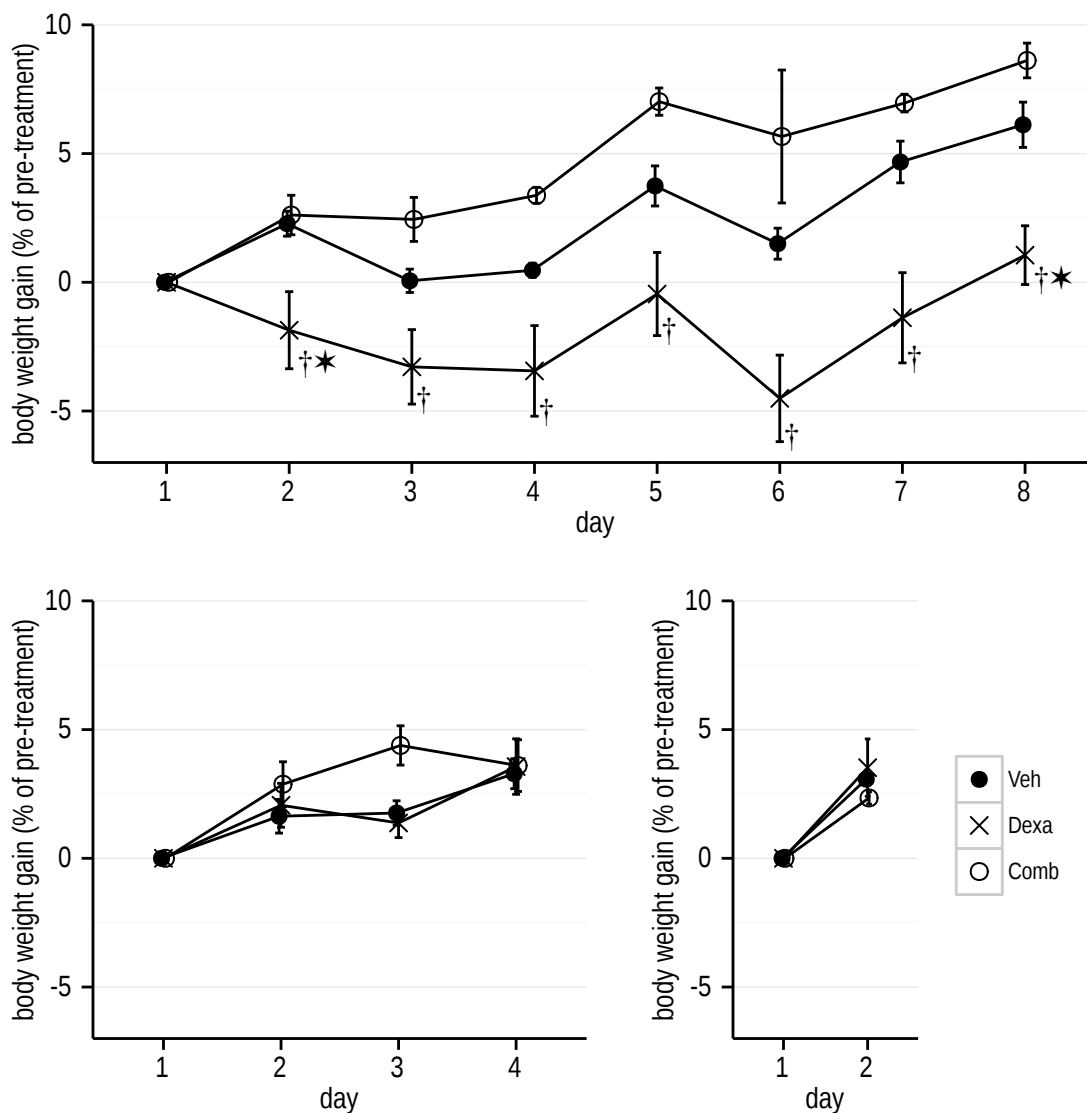 body weight gain (% of pre-treatment)
10
5
0
-5
†✶
†
†
†
†
†
†✶
1 2 3 4 5 6 7 8
day
body weight gain (% of pre-treatment)
10
5
0
-5
1 2 3 4
day
body weight gain (% of pre-treatment)
10
5
0
-5
1 2
day
Veh
Dexa
Comb